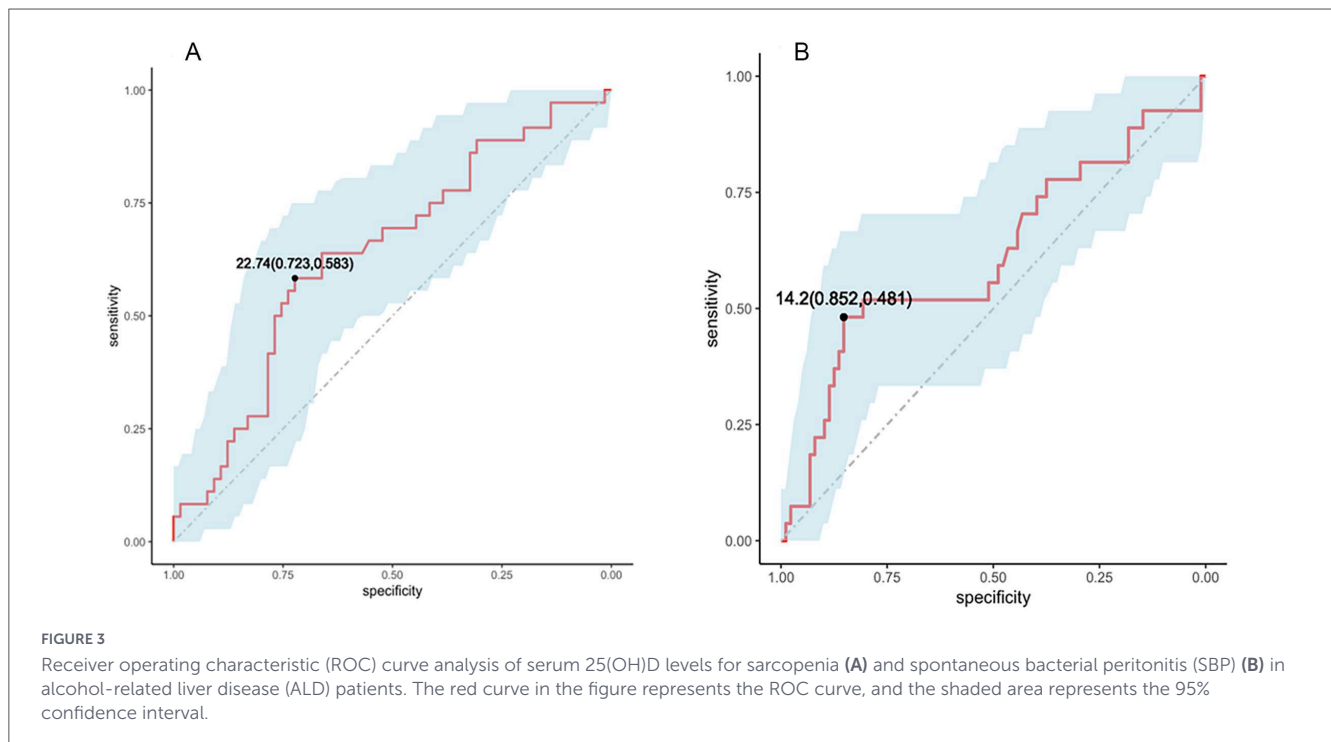 A
1.00
0.75
0.50
0.25
0.00
sensitivity
22.74(0.723,0.583)
1.00
0.75
0.50
0.25
0.00
specificity
B
1.00
0.75
0.50
0.25
0.00
sensitivity
14.2(0.852,0.481)
1.00
0.75
0.50
0.25
0.00
specificity
FIGURE 3
Receiver operating characteristic (ROC) curve analysis of serum 25(OH)D levels for sarcopenia (A) and spontaneous bacterial peritonitis (SBP) (B) in
alcohol-related liver disease (ALD) patients. The red curve in the figure represents the ROC curve, and the shaded area represents the 95%
confidence interval.